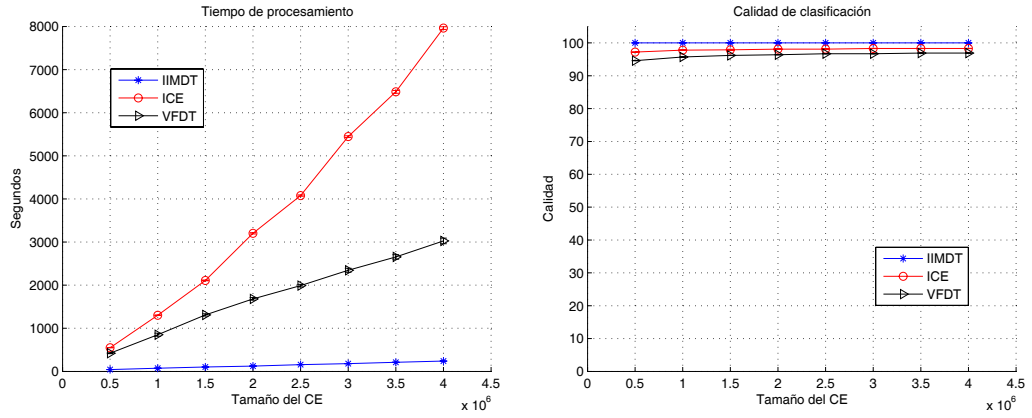 Tiempo de procesamiento
8000
7000
6000
5000
4000
3000
2000
1000
0
Segundos
IIMDT
ICE
VFDT
0 0.5 1 1.5 2 2.5 3 3.5 4 4.5
Tamaño del CE
x 10^6
Calidad de clasificación
100
90
80
70
60
50
40
30
20
10
0
Calidad
IIMDT
ICE
VFDT
0 0.5 1 1.5 2 2.5 3 3.5 4 4.5
Tamaño del CE
x 10^6